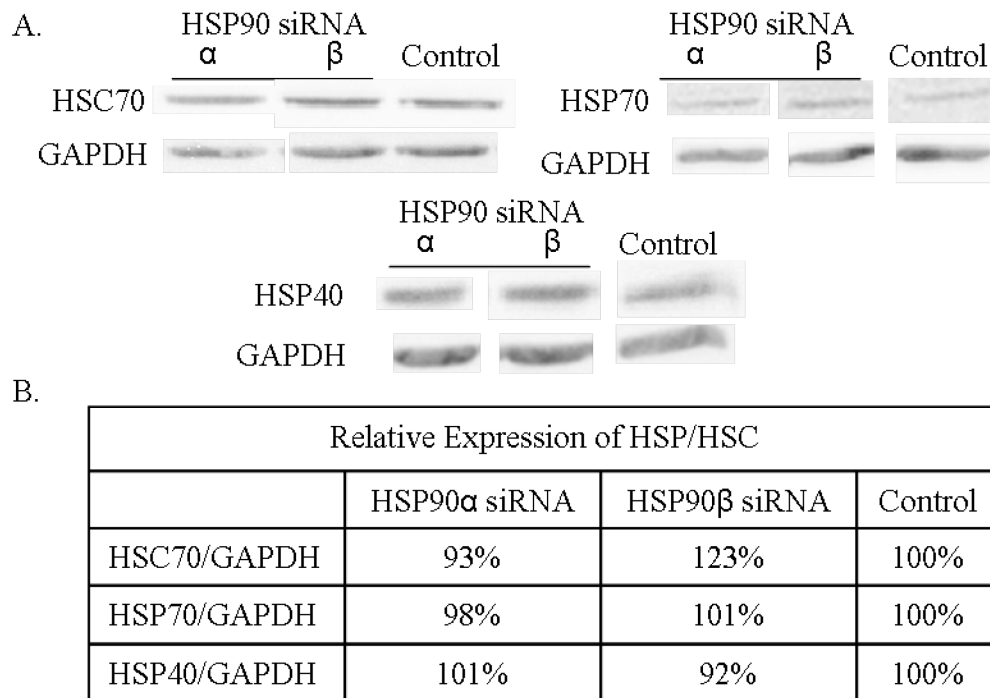 A.
HSP90 siRNA
α β Control
HSC70
GAPDH
HSP90 siRNA
α β Control
HSP70
GAPDH
HSP90 siRNA
α β Control
HSP40
GAPDH
B.
Relative Expression of HSP/HSC
HSP90α siRNA HSP90β siRNA Control
HSC70/GAPDH 93% 123% 100%
HSP70/GAPDH 98% 101% 100%
HSP40/GAPDH 101% 92% 100%